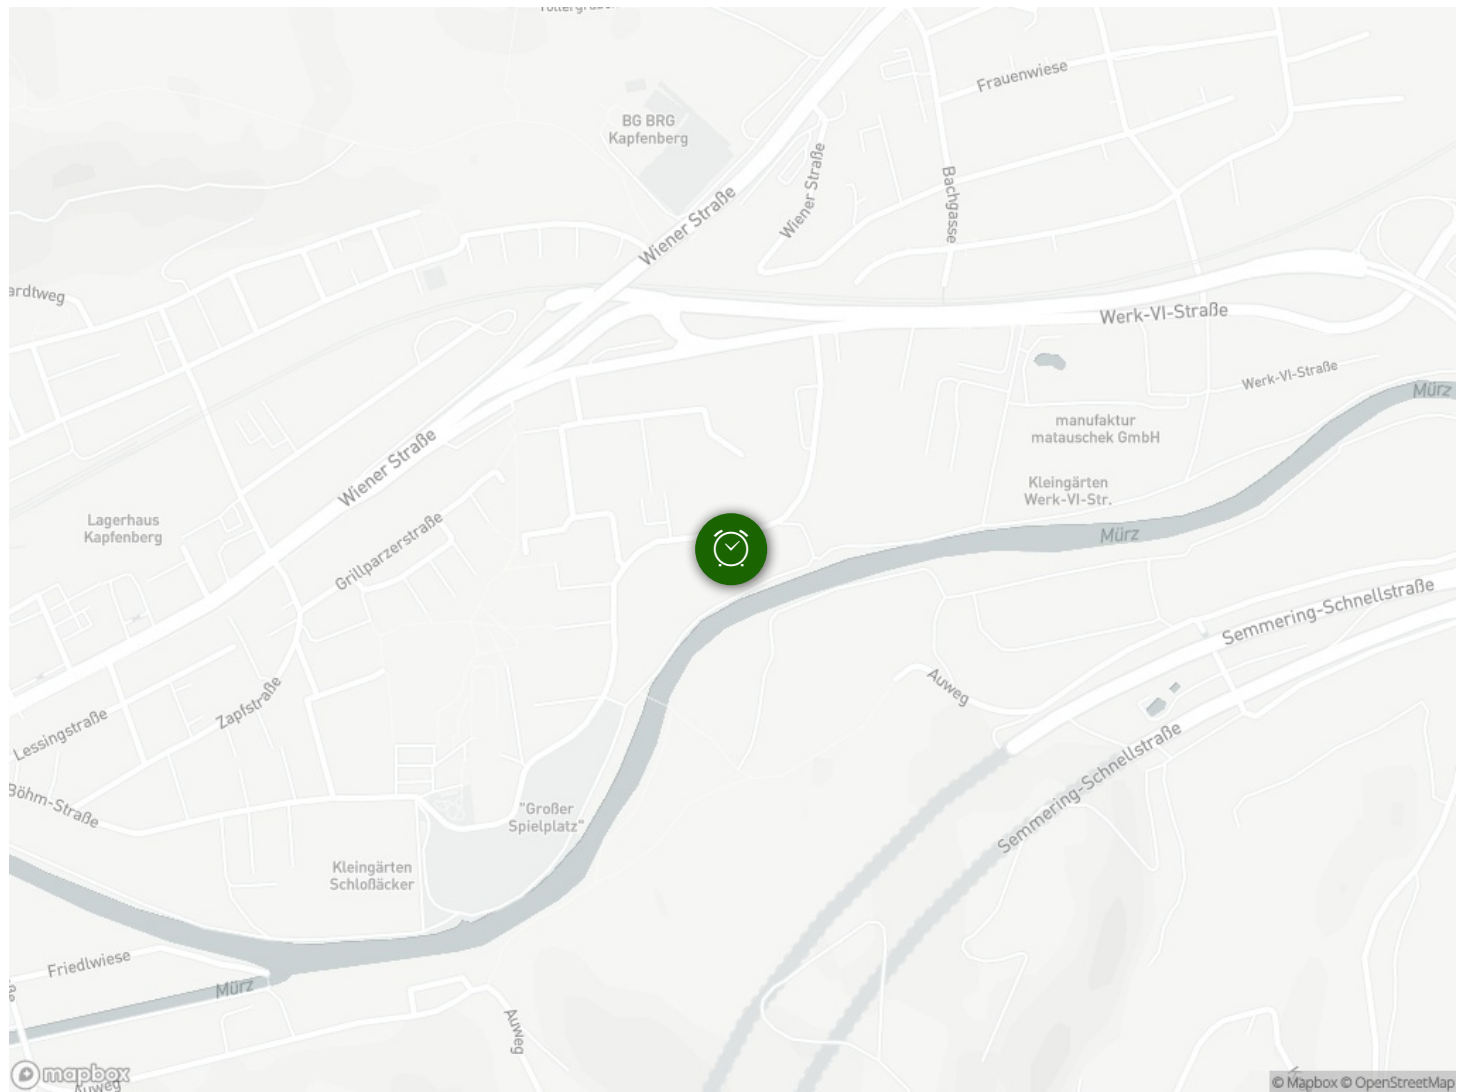 Frauenwiese
BG BRG
Kapfenberg
Wiener Straße
Bachgasse
Wiener Straße
ardtweg
Werk-VI-Straße
Werk-VI-Straße
Mürz
manufaktur
matauschek GmbH
Wiener Straße
Kleingärten
Werk-VI-Str.
Lagerhaus
Kapfenberg
Grillparzerstraße
Mürz
Semmering-Schnellstraße
Auweg
Zapfstraße
Lessingstraße
Semmering-Schnellstraße
Böhm-Straße
"Großer
Spielplatz"
Kleingärten
Schloßäcker
Friedlwiese
Mürz
Auweg
mapbox
Auweg
© Mapbox © OpenStreetMap